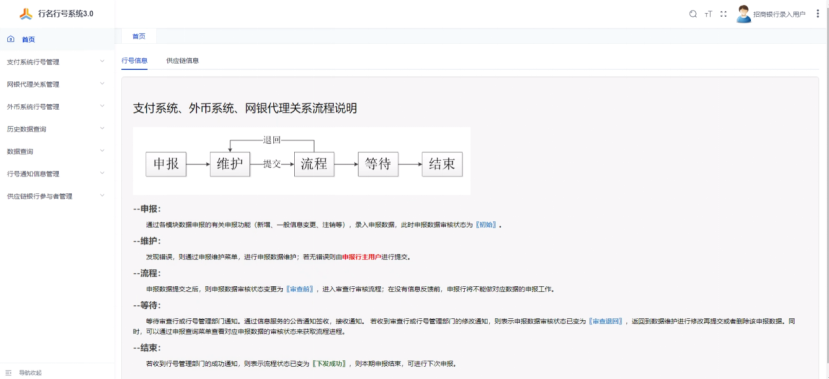 行名行号系统3.0
招商银行录入用户
首页
首页
支付系统行号管理
网银代理关系管理
外币系统行号管理
历史数据查询
数据查询
行号通知信息管理
供应链银行参与者管理
导航收起
行号信息
供应链信息
支付系统、外币系统、网银代理关系流程说明
退回
申报
维护
提交
流程
等待
结束
--申报：
通过各模块数据申报的有关申报功能（新增、一般信息变更、注销等），录入申报数据，此时申报数据审核状态为【初始】。
--维护：
发现错误，则通过申报维护菜单，进行申报数据维护；若无错误则由申报行主用户进行提交。
--流程：
申报数据提交之后，则申报数据审核状态变更为【审查前】，进入审查行审核流程；在没有信息反馈前，申报行将不能做对应数据的申报工作。
--等待：
等待审查行或行号管理部门通知。通过信息服务的公告通知签收，接收通知。 若收到审查行或行号管理部门的修改通知，则表示申报数据审核状态已变为【审查退回】，返回到数据维护进行修改再提交或者删除该申报数据。同
时，可以通过申报查询菜单查看对应申报数据的审核状态来获取流程进程。
--结束：
若收到行号管理部门的成功通知，则表示流程状态已变为【下发成功】，则本期申报结束，可进行下次申报。